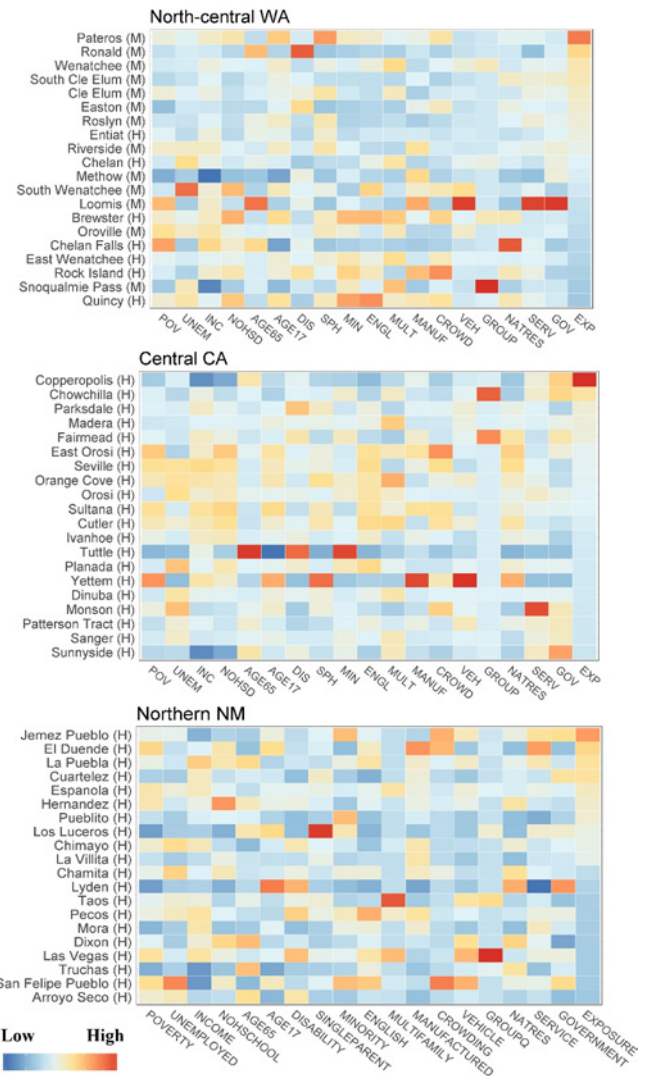 North-central WA
Pateros (M)
Ronald (M)
Wenatchee (M)
South Cle Elum (M)
Cle Elum (M)
Easton (M)
Roslyn (M)
Entiat (H)
Riverside (M)
Chelan (H)
Methow (M)
South Wenatchee (M)
Loomis (M)
Brewster (H)
Oroville (M)
Chelan Falls (H)
East Wenatchee (H)
Rock Island (H)
Snoqualmie Pass (M)
Quincy (H)
POV UNEM INC NOHSD AGE65 AGE17 DIS SPH MIN ENGL MULT MANUF CROWD VEH GROUP NATRES SERV GOV EXP
Central CA
Copperopolis (H)
Chowchilla (H)
Parksdale (H)
Madera (H)
Fairmead (H)
East Orosi (H)
Seville (H)
Orange Cove (H)
Orosi (H)
Sultana (H)
Cutler (H)
Ivanhoe (H)
Tuttle (H)
Planada (H)
Yettem (H)
Dinuba (H)
Monson (H)
Patterson Tract (H)
Sanger (H)
Sunnyside (H)
POV UNEM INC NOHSD AGE65 AGE17 DIS SPH MIN ENGL MULT MANUF CROWD VEH GROUP NATRES SERV GOV EXP
Northern NM
Jemez Pueblo (H)
El Duende (H)
La Puebla (H)
Cuartelez (H)
Espanola (H)
Hernandez (H)
Pueblito (H)
Los Luceros (H)
Chimayo (H)
La Villita (H)
Chamita (H)
Lyden (H)
Taos (H)
Pecos (H)
Mora (H)
Dixon (H)
Las Vegas (H)
Truchas (H)
San Felipe Pueblo (H)
Arroyo Seco (H)
POVERTY UNEMPLOYED INCOME NOHSCHOOL AGE65 AGE17 DISABILITY SINGLEPARENT MINORITY ENGLISH MULTIFAMILY MANUFACTURED CROWDING VEHICLE GROUPQ NATRES SERVICE GOVERNMENT EXPOSURE
Low High